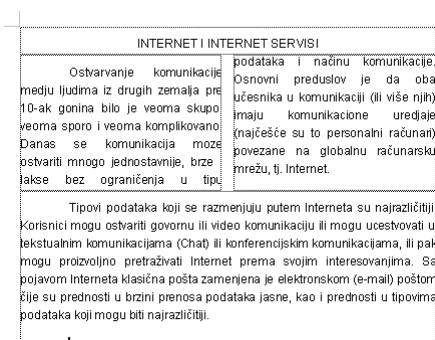 INTERNET I INTERNET SERVISI
Ostvarvanje komunikacije
medju ljudima iz drugih zemalja pre
10-ak gonina bilo je veoma skupo
veoma sporo i veoma komplikovano
Danas se komunikacija moze
ostvariti mnogo jednostavnije, brze
lakse bez ograničenja u tipu
podataka i načinu komunikacije.
Osnovni preduslov je da oba
učesnika u komunikaciji (ili više njih)
imaju komunikacione uredjaje
(najčešće su to personalni računari)
povezane na globalnu računarsku
mrežu, tj. Internet.
Tipovi podataka koji se razmenjuju putem Interneta su najrazličitiji
Korisnici mogu ostvariti govornu ili video komunikaciju ili mogu ucestvovati u
tekstualnim komunikacijama (Chat) ili konferencijskim komunikacijama, ili pak
mogu proizvoljno pretraživati Internet prema svojim interesovanjima. Sa
pojavom Interneta klasična pošta zamenjena je elektronskom (e-mail) poštom
čije su prednosti u brzini prenosa podataka jasne, kao i prednosti u tipovima
podataka koji mogu biti najrazličitiji.